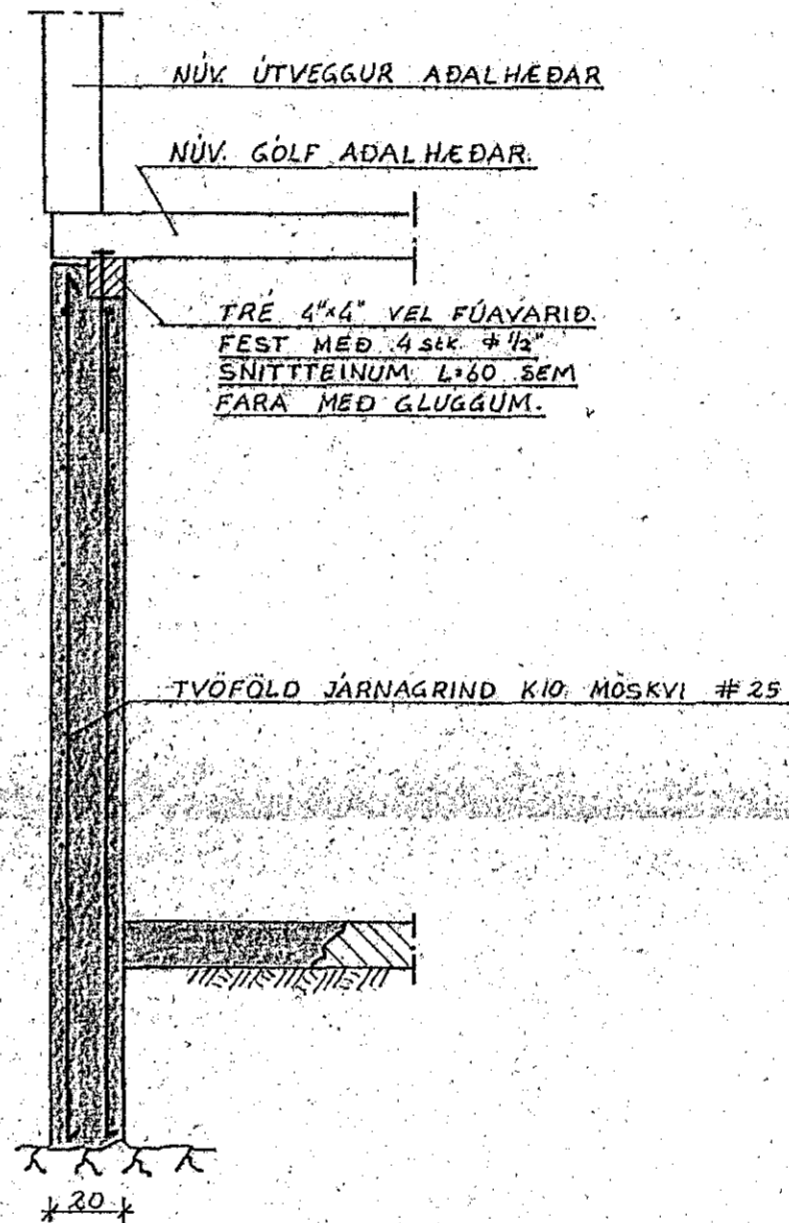 NÚV. ÚTVEGGUR AÐALHÆÐAR
NÚV. GÓLF AÐALHÆÐAR.
TRÉ 4"x4" VEL FÚAVARIÐ.
FEST MEÐ 4 stk. ⌀ 1/2"
SNITTTEINUM L=60 SEM
FARA MEÐ GLUGGUM.
TVÖFÖLD JÁRNAGRIND K10 MÖSKVI # 25
20